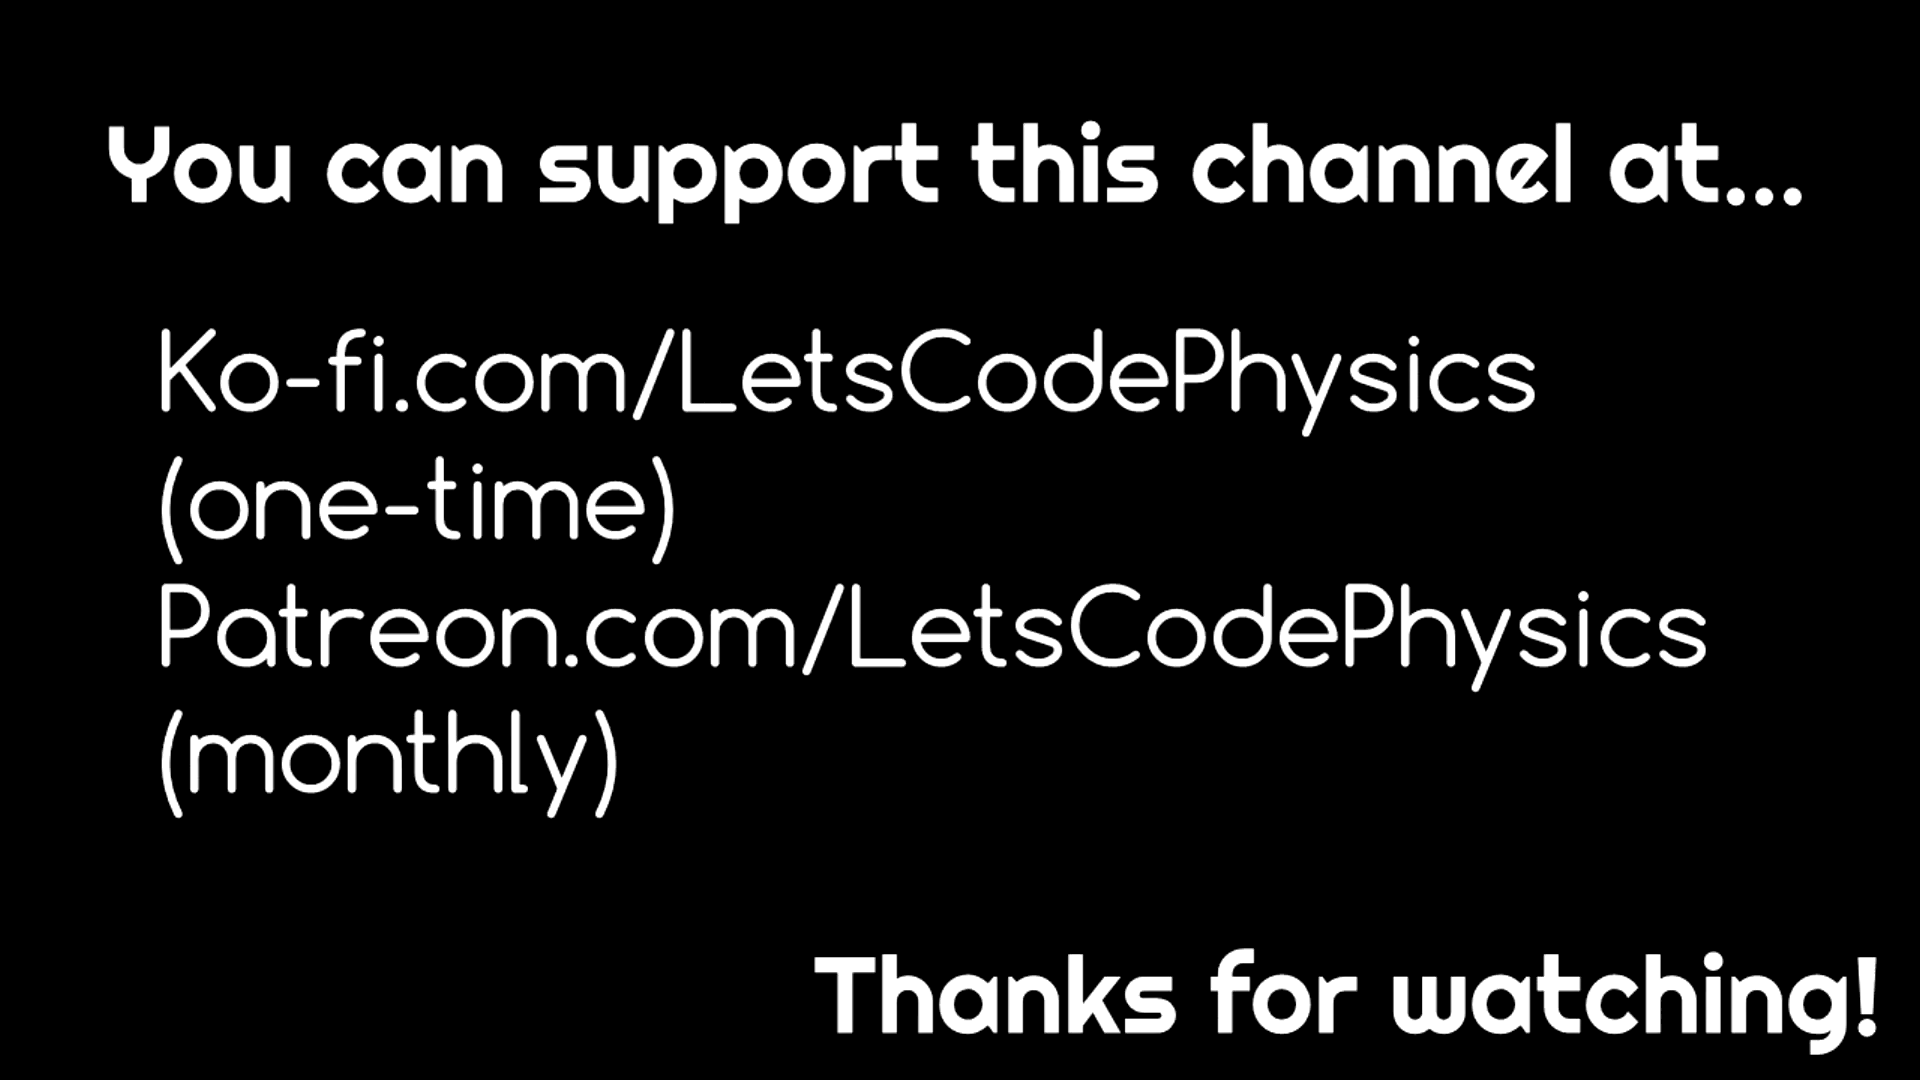 You can support this channel at...
Ko-fi.com/LetsCodePhysics
(one-time)
Patreon.com/LetsCodePhysics
(monthly)
Thanks for watching!